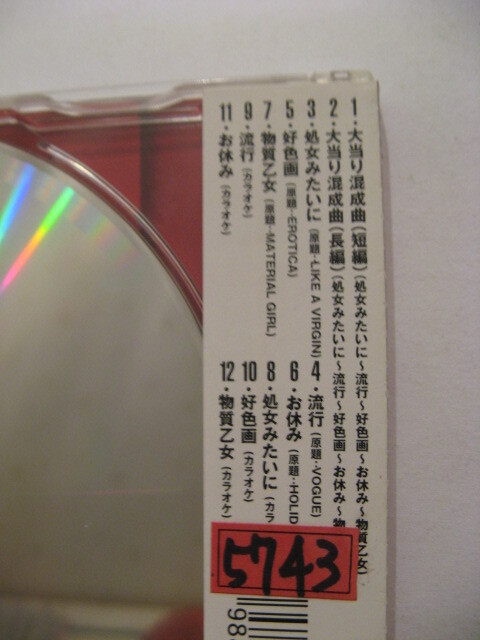 1・大当り混成曲(短編)(処女みたいに～流行～好色画～お休み～物質乙女)
2・大当り混成曲(長編)(処女みたいに～流行～好色画～お休み～物
3・処女みたいに(原題：LIKE A VIRGIN)
4・流行(原題：VOGUE)
5・好色画(原題：EROTICA)
6・お休み(原題：HOLID
7・物質乙女(原題：MATERIAL GIRL)
8・処女みたいに(カラ
9・流行(カラオケ)
10・好色画(カラオケ)
11・お休み(カラオケ)
12・物質乙女(カラオケ)
5743
98